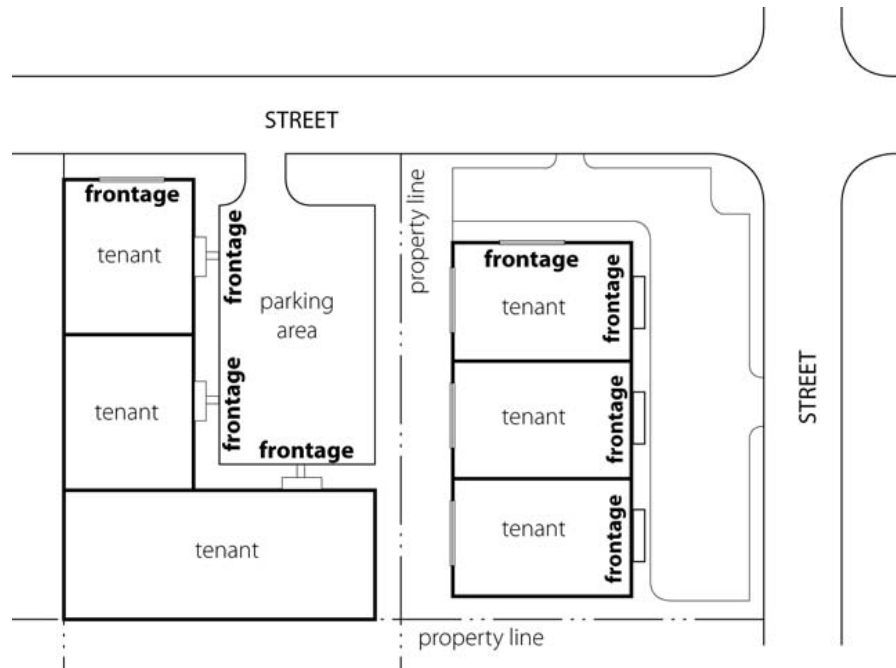 STREET
frontage
tenant
frontage
parking
area
tenant
frontage
frontage
tenant
property line
frontage
tenant
frontage
tenant
frontage
tenant
frontage
STREET
property line